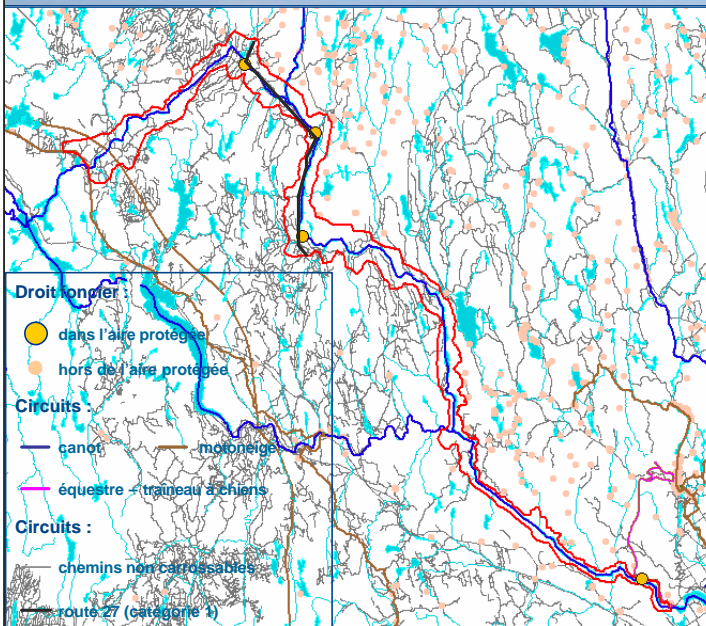 Droit foncier :
dans l'aire protégée
hors de l'aire protégée
Circuits :
canot
motoneige
équestre – traîneau à chiens
Circuits :
chemins non carrossables
route 27 (catégorie 1)